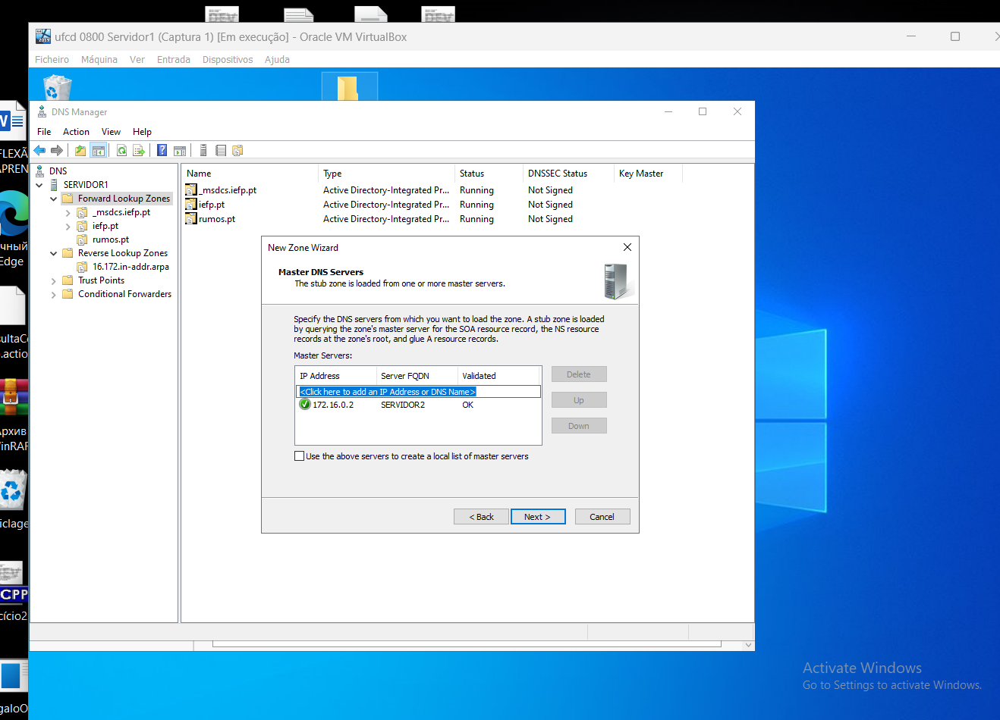 ufcd 0800 Servidor1 (Captura 1) [Em execução] - Oracle VM VirtualBox
Ficheiro Máquina Ver Entrada Dispositivos Ajuda
DNS Manager
File Action View Help
DNS
SERVIDOR1
Forward Lookup Zones
_msdcs.iefp.pt
iefp.pt
rumos.pt
Reverse Lookup Zones
16.172.in-addr.arpa
Trust Points
Conditional Forwarders
Name Type Status DNSSEC Status Key Master
_msdcs.iefp.pt Active Directory-Integrated Pr... Running Not Signed
iefp.pt Active Directory-Integrated Pr... Running Not Signed
rumos.pt Active Directory-Integrated Pr... Running Not Signed
New Zone Wizard
Master DNS Servers
The stub zone is loaded from one or more master servers.
Specify the DNS servers from which you want to load the zone. A stub zone is loaded
by querying the zone's master server for the SOA resource record, the NS resource
records at the zone's root, and glue A resource records.
Master Servers:
IP Address Server FQDN Validated
<Click here to add an IP Address or DNS Name>
172.16.0.2 SERVIDOR2 OK
Delete
Up
Down
Use the above servers to create a local list of master servers
< Back Next > Cancel
Activate Windows
Go to Settings to activate Windows.
FLEXÃ
APREN
чный
Edge
sultaC
.actio
Архив
VinRAF
iclage
CPP
cício2
galoO